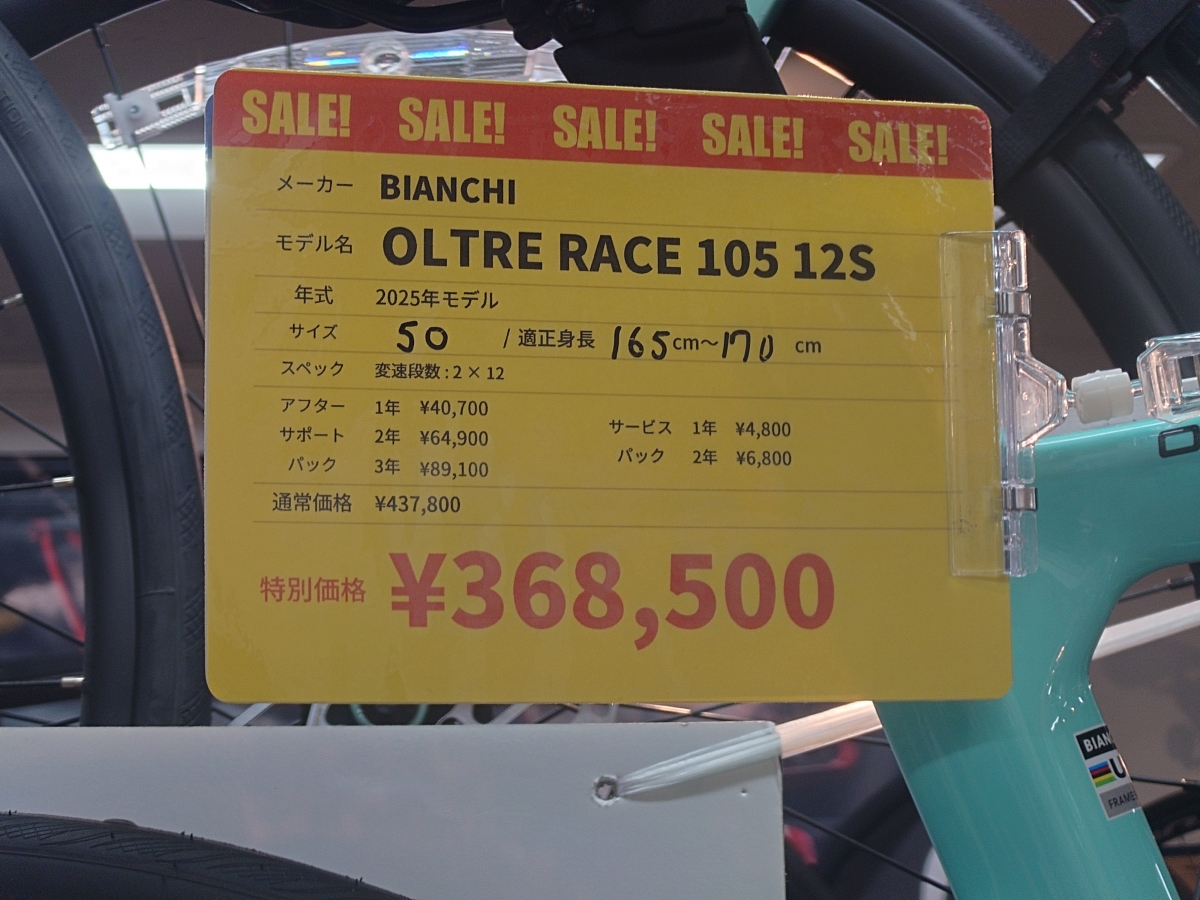 SALE! SALE! SALE! SALE! SALE!
メーカー BIANCHI
モデル名 OLTRE RACE 105 12S
年式 2025年モデル
サイズ 50 / 適正身長 165cm~170 cm
スペック 変速段数 : 2 × 12
アフター 1年 ¥40,700
サポート 2年 ¥64,900
パック 3年 ¥89,100
サービス 1年 ¥4,800
パック 2年 ¥6,800
通常価格 ¥437,800
特別価格 ¥368,500